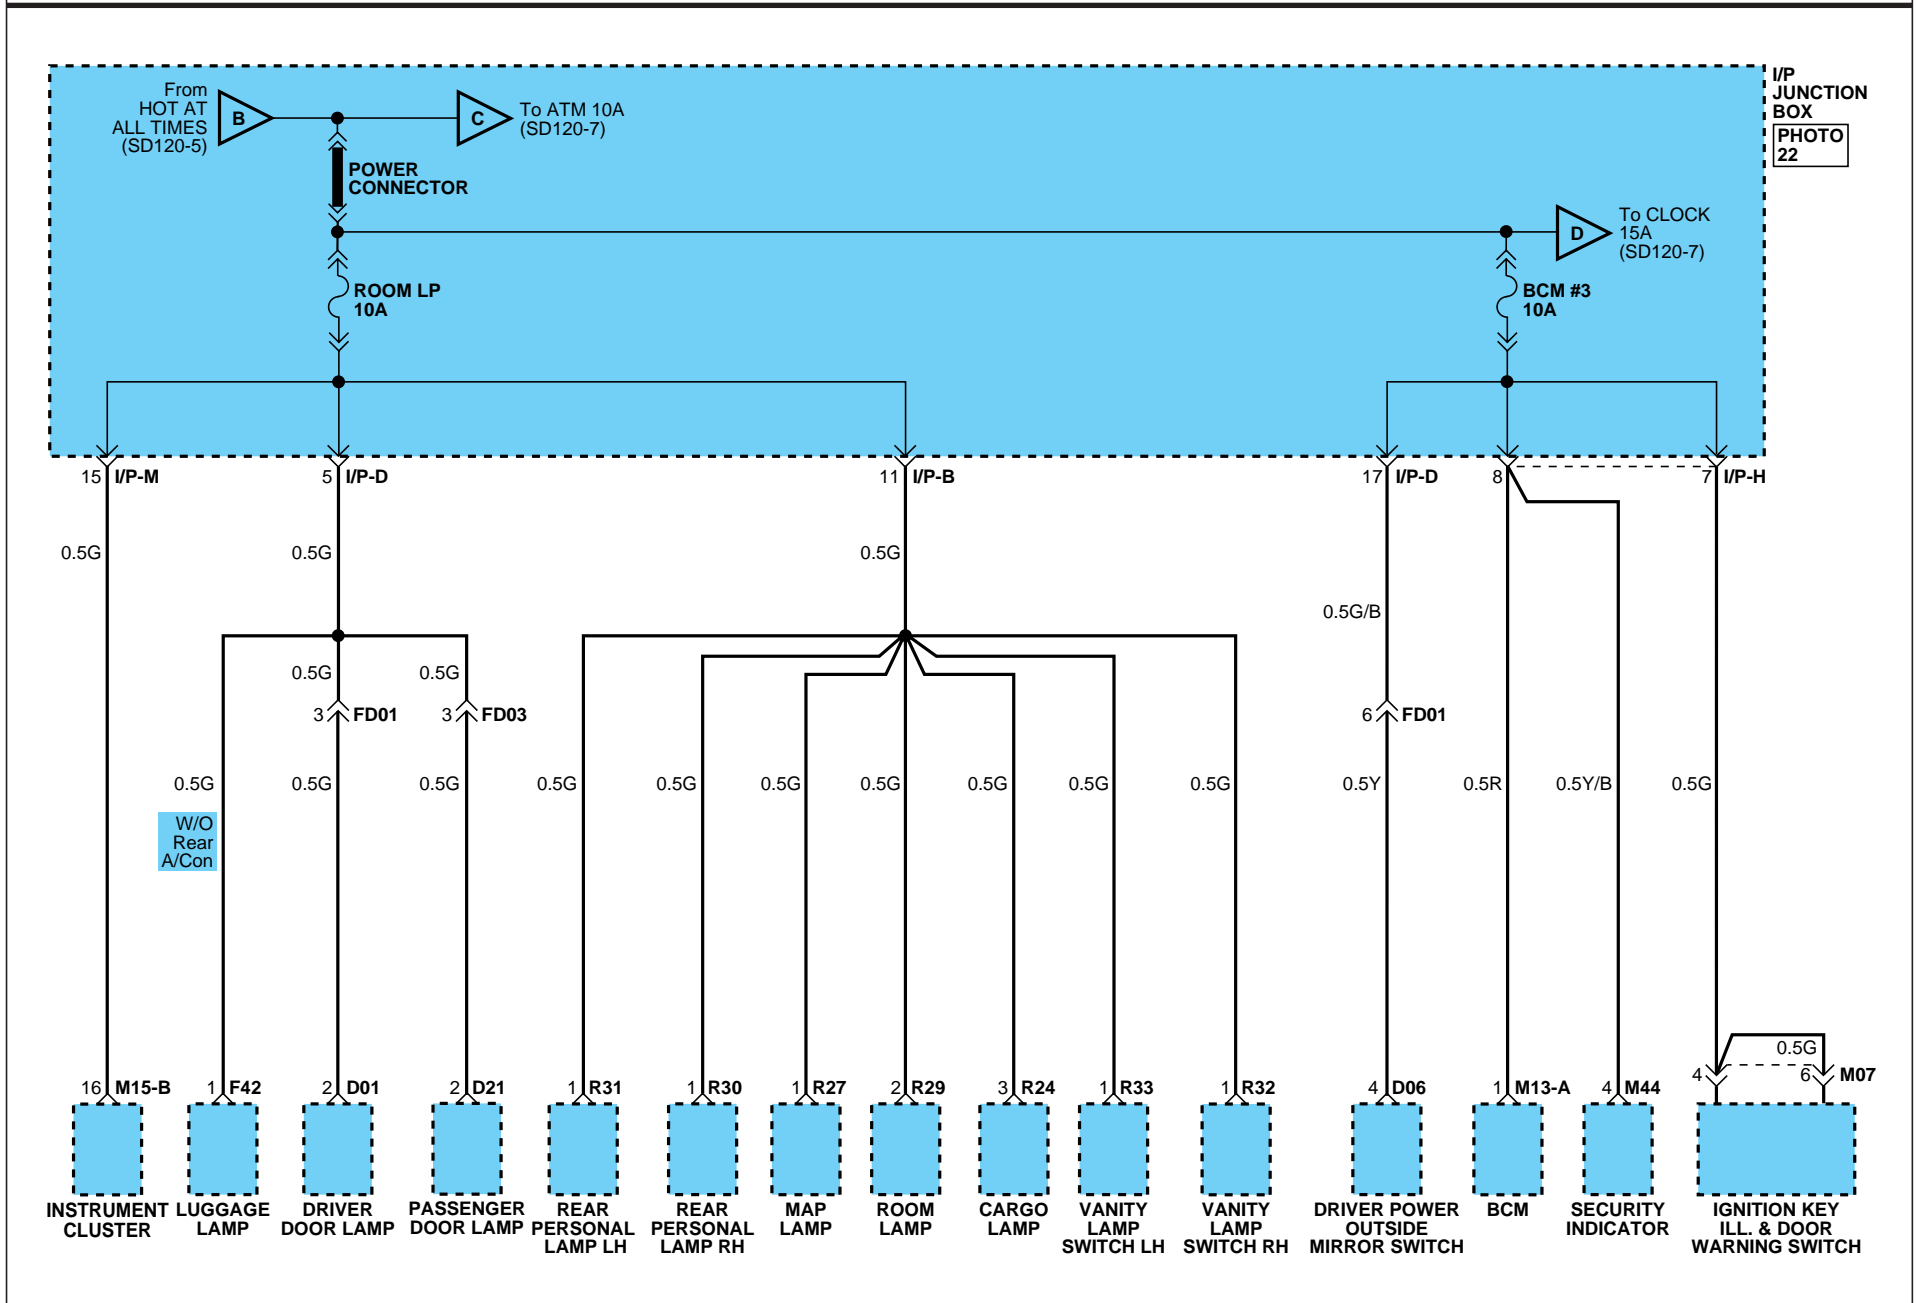 From
HOT AT
ALL TIMES
(SD120-5)
B
C
To ATM 10A
(SD120-7)
I/P
JUNCTION
BOX
PHOTO
22
POWER
CONNECTOR
D
To CLOCK
15A
(SD120-7)
ROOM LP
10A
BCM #3
10A
15 I/P-M
5 I/P-D
11 I/P-B
17 I/P-D
8
7 I/P-H
0.5G
0.5G
0.5G
0.5G/B
0.5G
0.5G
3 FD01
3 FD03
6 FD01
0.5G
0.5G
0.5G
0.5G
0.5G
0.5G
0.5G
0.5G
0.5G
0.5G
0.5Y
0.5R
0.5Y/B
0.5G
W/O
Rear
A/Con
0.5G
4
6 M07
16 M15-B
1 F42
2 D01
2 D21
1 R31
1 R30
1 R27
2 R29
3 R24
1 R33
1 R32
4 D06
1 M13-A
4 M44
INSTRUMENT
CLUSTER
LUGGAGE
LAMP
DRIVER
DOOR LAMP
PASSENGER
DOOR LAMP
REAR
PERSONAL
LAMP LH
REAR
PERSONAL
LAMP RH
MAP
LAMP
ROOM
LAMP
CARGO
LAMP
VANITY
LAMP
SWITCH LH
VANITY
LAMP
SWITCH RH
DRIVER POWER
OUTSIDE
MIRROR SWITCH
BCM
SECURITY
INDICATOR
IGNITION KEY
ILL. & DOOR
WARNING SWITCH